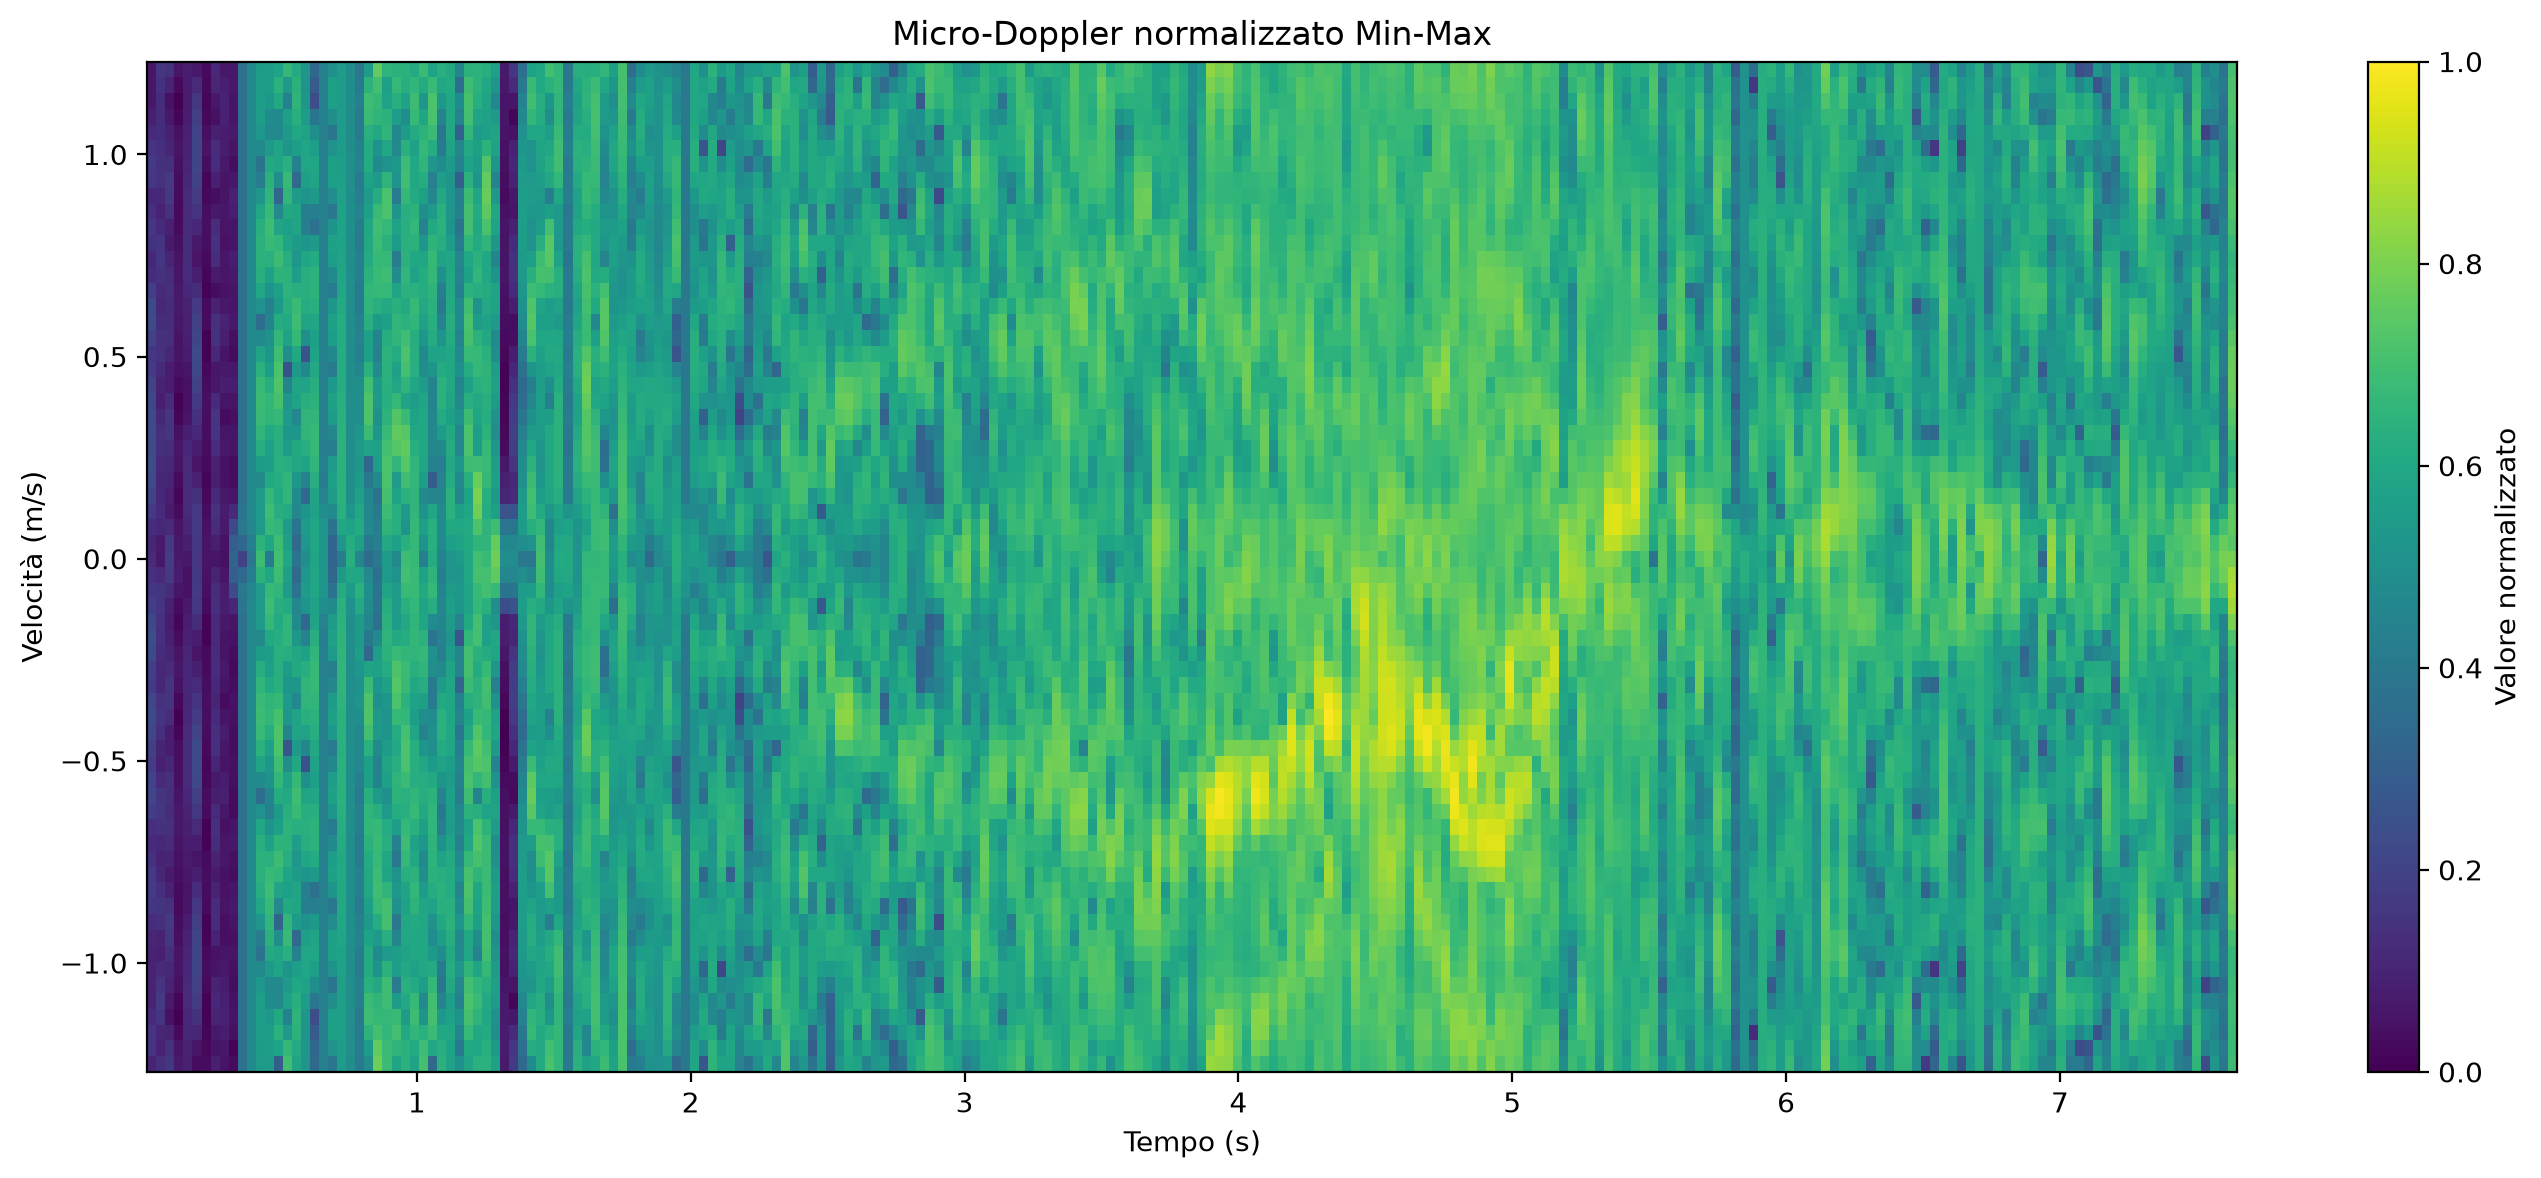 Micro-Doppler normalizzato Min-Max
Velocità (m/s)
1.0
0.5
0.0
−0.5
−1.0
1 2 3 4 5 6 7
Tempo (s)
1.0
0.8
0.6
0.4
0.2
0.0
Valore normalizzato